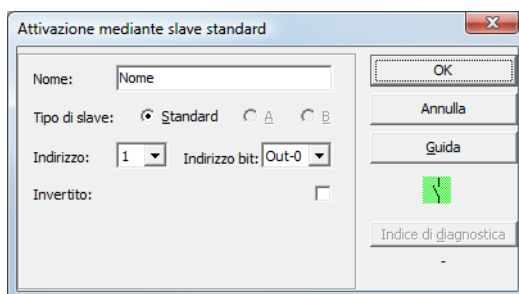 Attivazione mediante slave standard
Nome: Nome
OK
Tipo di slave: Standard A B
Annulla
Indirizzo: 1 Indirizzo bit: Out-0
Guida
Invertito:
Indice di diagnostica
-